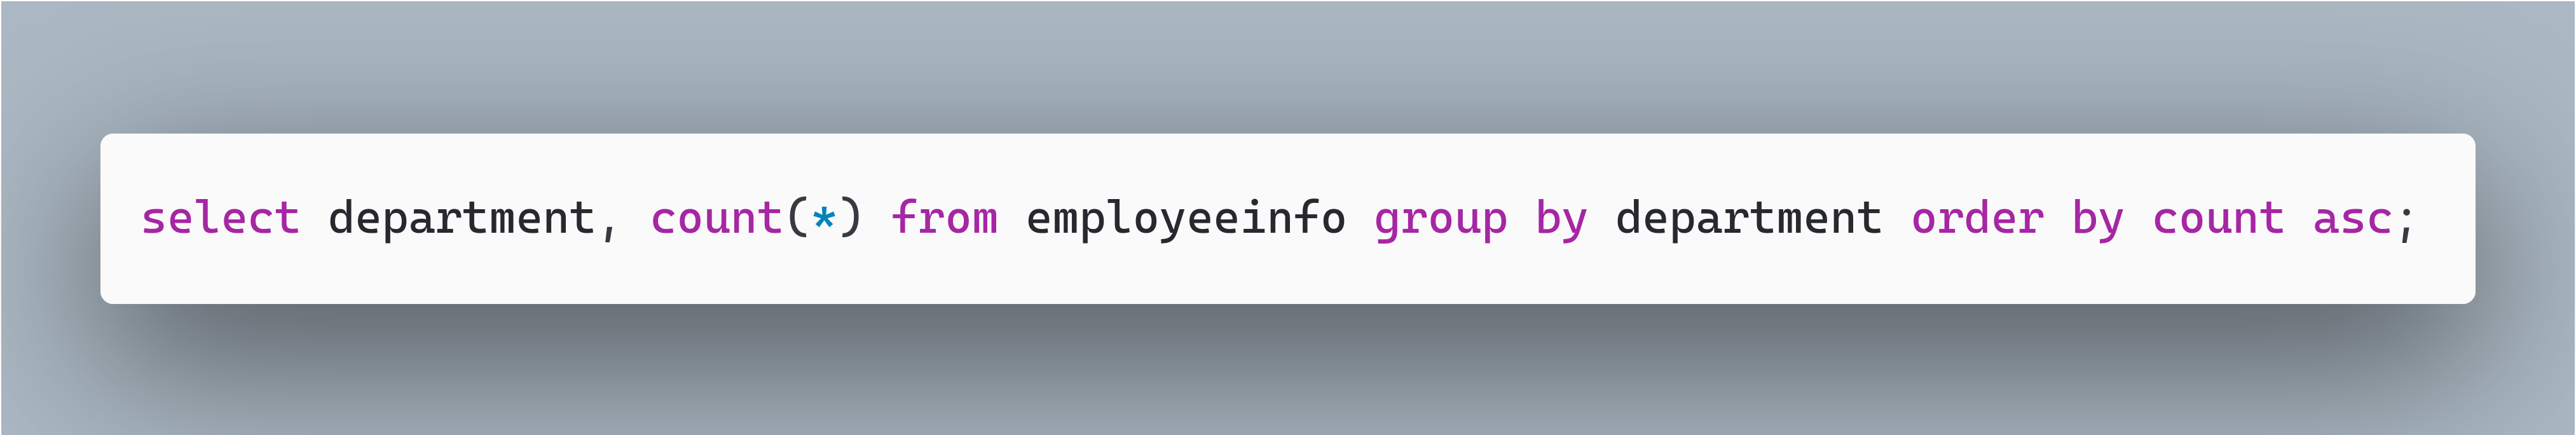 select department, count(*) from employeeinfo group by department order by count asc;